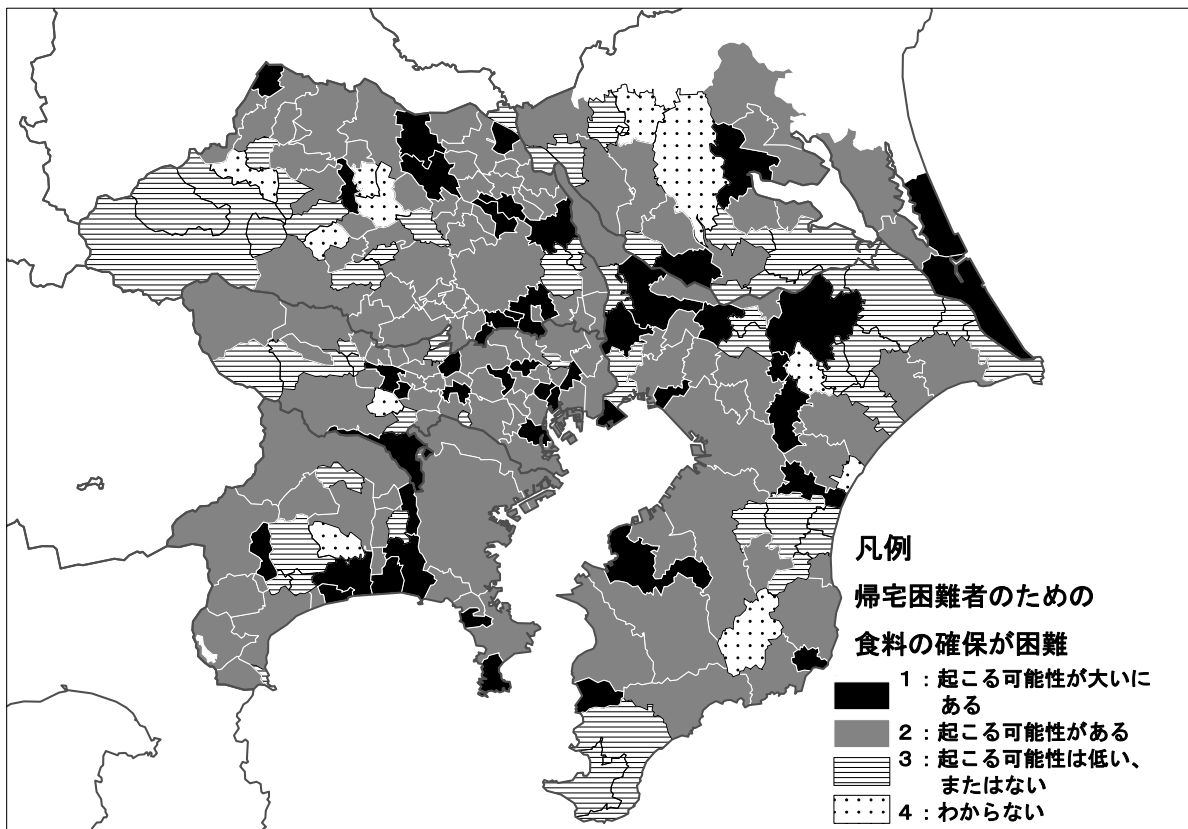 凡例
帰宅困難者のための
食料の確保が困難
１：起こる可能性が大いに
ある
２：起こる可能性がある
３：起こる可能性は低い、
またはない
４：わからない